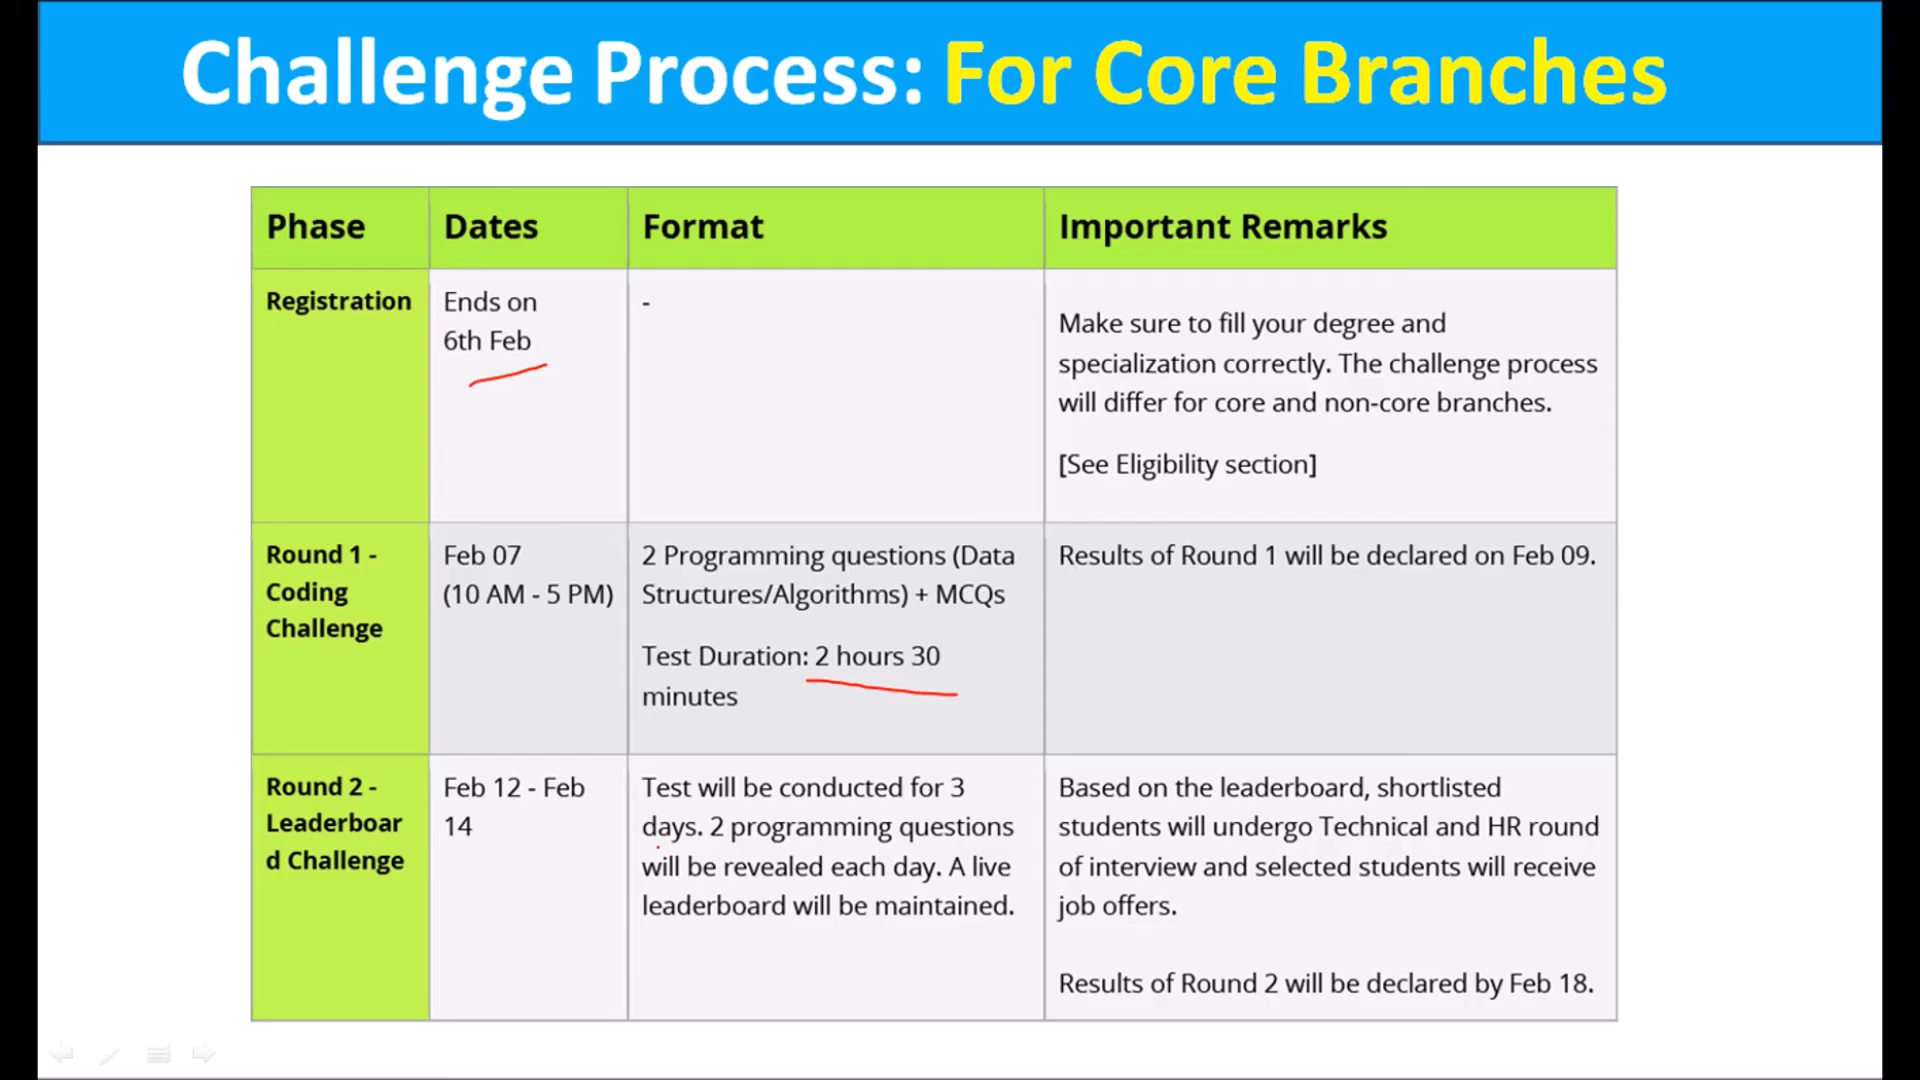 Challenge Process: For Core Branches
Phase
Dates
Format
Important Remarks
Registration
Ends on
6th Feb
-
Make sure to fill your degree and
specialization correctly. The challenge process
will differ for core and non-core branches.
[See Eligibility section]
Round 1 -
Coding
Challenge
Feb 07
(10 AM - 5 PM)
2 Programming questions (Data
Structures/Algorithms) + MCQs
Test Duration: 2 hours 30
minutes
Results of Round 1 will be declared on Feb 09.
Round 2 -
Leaderboar
d Challenge
Feb 12 - Feb
14
Test will be conducted for 3
days. 2 programming questions
will be revealed each day. A live
leaderboard will be maintained.
Based on the leaderboard, shortlisted
students will undergo Technical and HR round
of interview and selected students will receive
job offers.
Results of Round 2 will be declared by Feb 18.